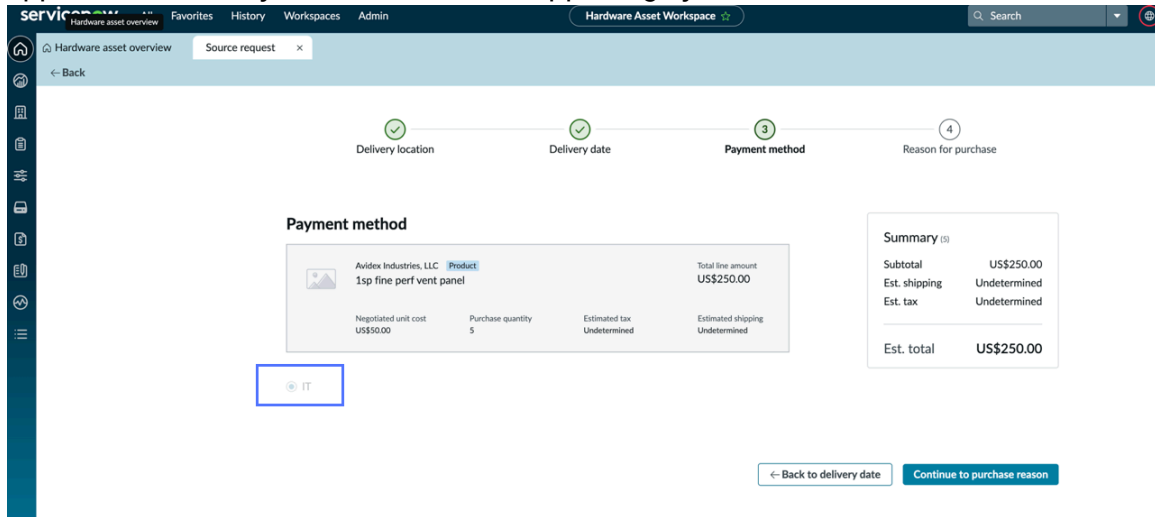 Hardware asset overview
Favorites History Workspaces Admin
Hardware Asset Workspace
Search
Hardware asset overview
Source request ×
← Back
3
4
Delivery location
Delivery date
Payment method
Reason for purchase
Payment method
Avidex Industries, LLC Product
1sp fine perf vent panel
Total line amount
US$250.00
Negotiated unit cost
US$50.00
Purchase quantity
5
Estimated tax
Undetermined
Estimated shipping
Undetermined
Summary (5)
Subtotal US$250.00
Est. shipping Undetermined
Est. tax Undetermined
Est. total US$250.00
IT
← Back to delivery date
Continue to purchase reason